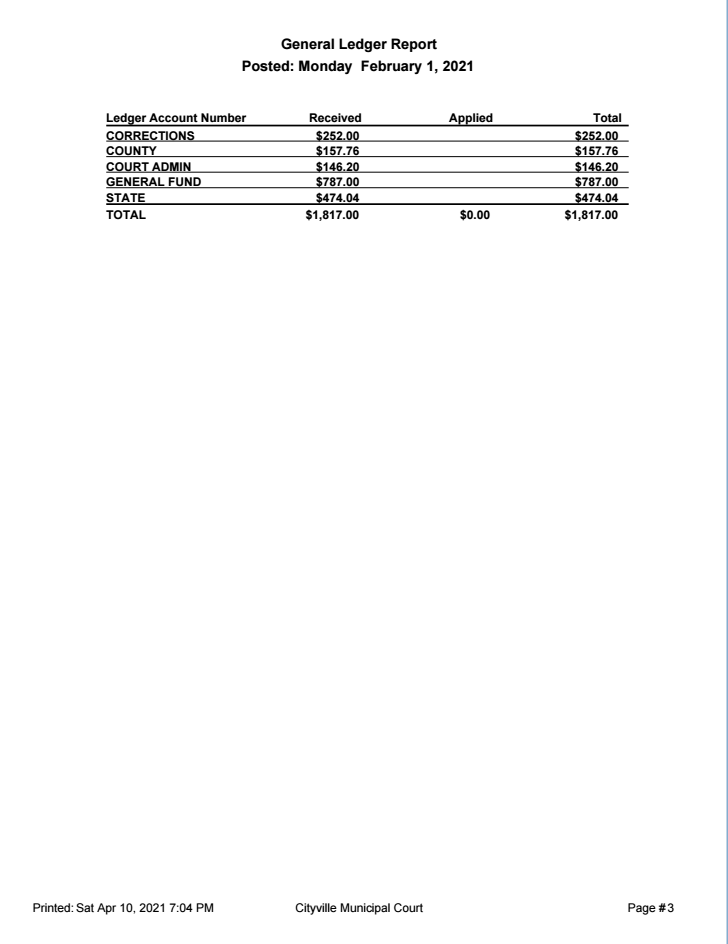 General Ledger Report
Posted: Monday  February 1, 2021
Ledger Account Number Received Applied Total
CORRECTIONS $252.00 $252.00
COUNTY $157.76 $157.76
COURT ADMIN $146.20 $146.20
GENERAL FUND $787.00 $787.00
STATE $474.04 $474.04
TOTAL $1,817.00 $0.00 $1,817.00
Printed: Sat Apr 10, 2021 7:04 PM Cityville Municipal Court Page #3